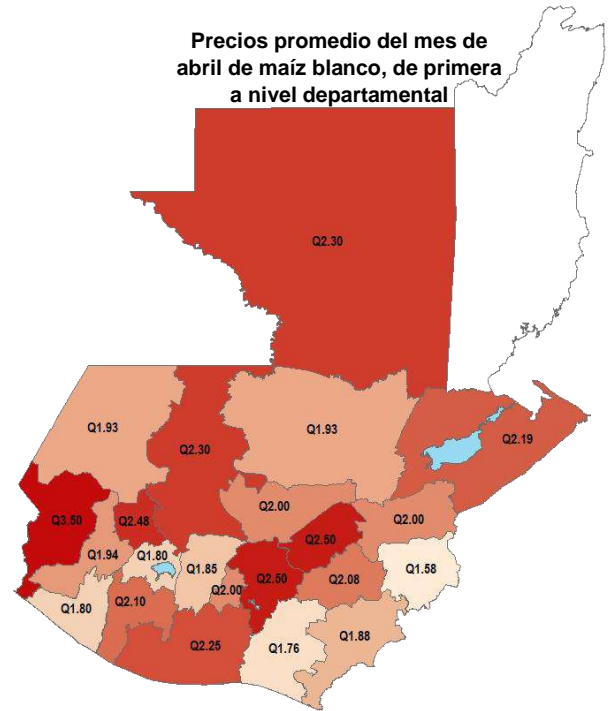 Precios promedio del mes de
abril de maíz blanco, de primera
a nivel departamental
Q2.30
Q1.93
Q2.30
Q1.93
Q2.19
Q3.50
Q2.48
Q2.00
Q2.50
Q2.00
Q1.94
Q1.80
Q1.85
Q2.00
Q2.50
Q2.08
Q1.58
Q1.80
Q2.10
Q2.25
Q1.76
Q1.88